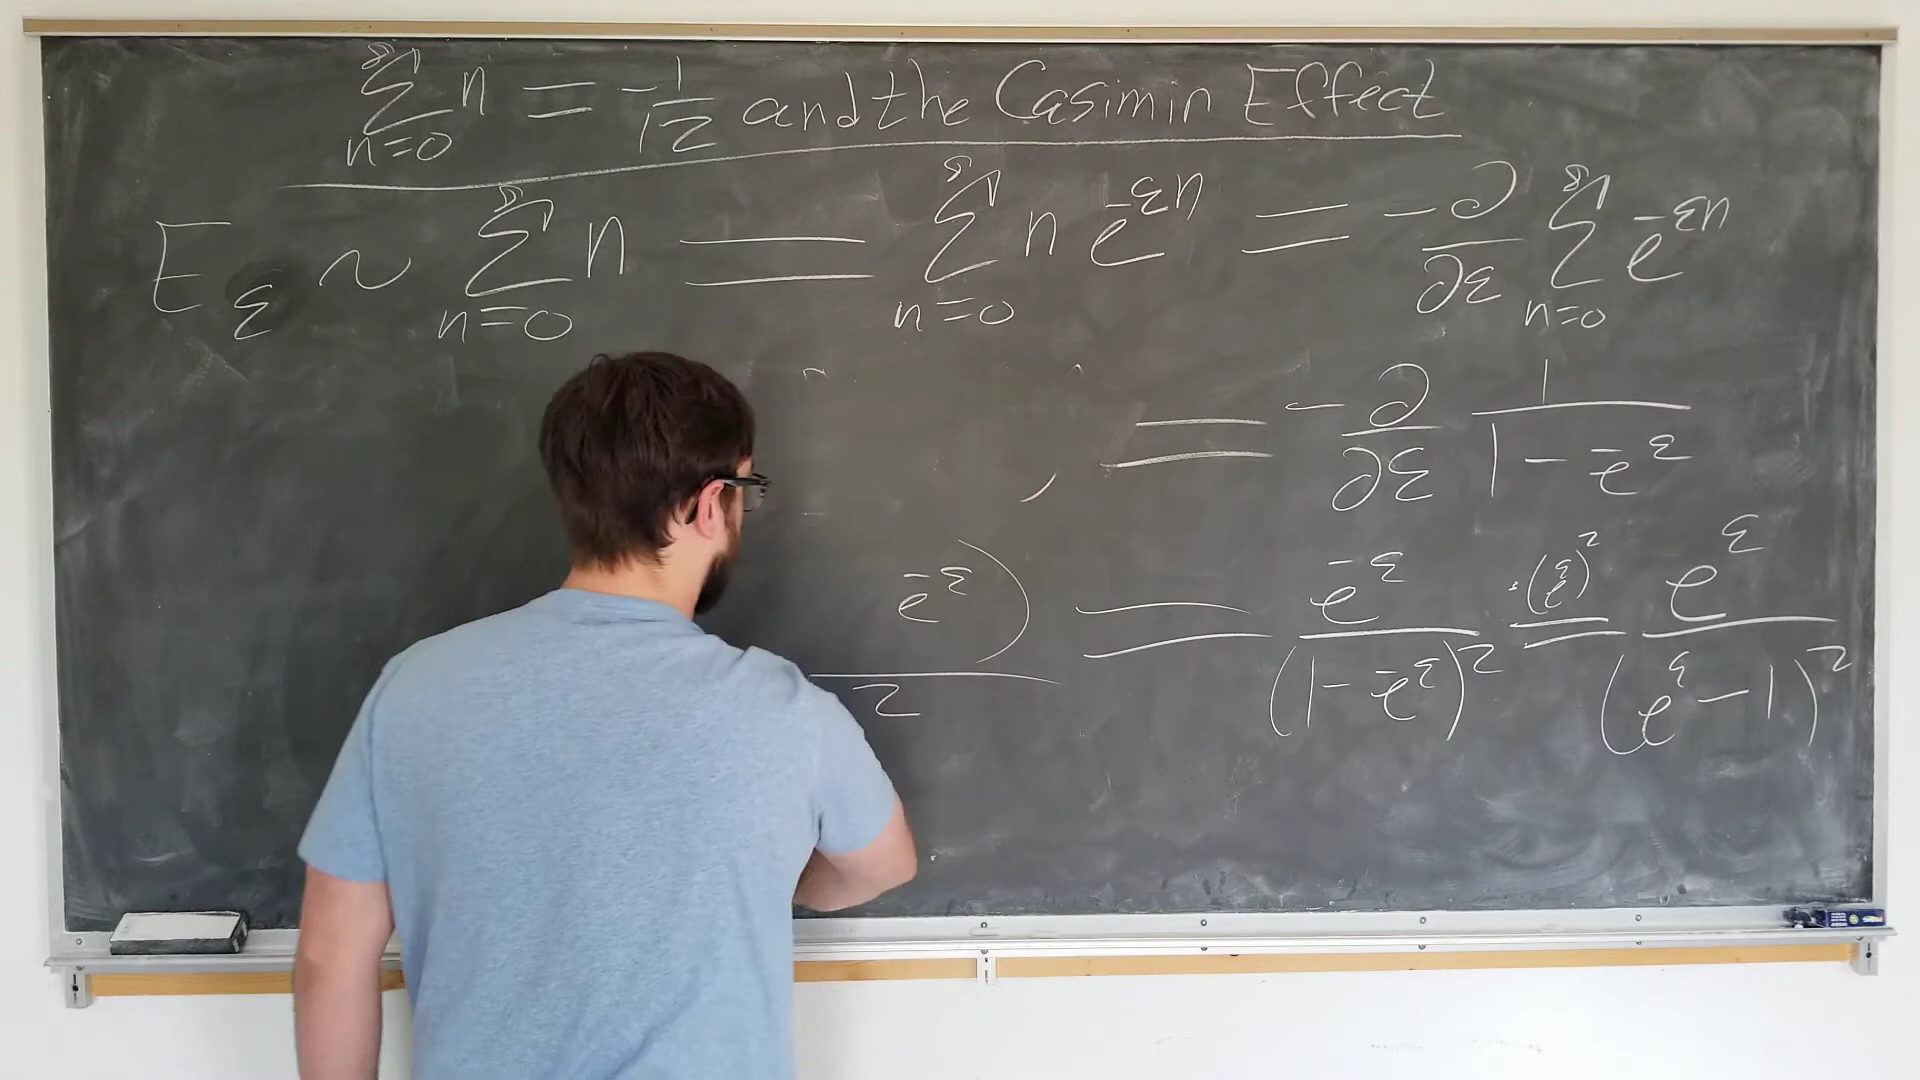 ∞∑n=0 n = -1/12 and the Casimir Effect
E_ε ~ ∞∑n=0 n = ∞∑n=0 n e^-εn = -∂/∂ε ∞∑n=0 e^-εn
= -∂/∂ε 1/(1-e^-ε)
e^-ε) / 2 = e^-ε/(1-e^-ε)^2 ·(e^ε)^2 = e^ε/(e^ε-1)^2